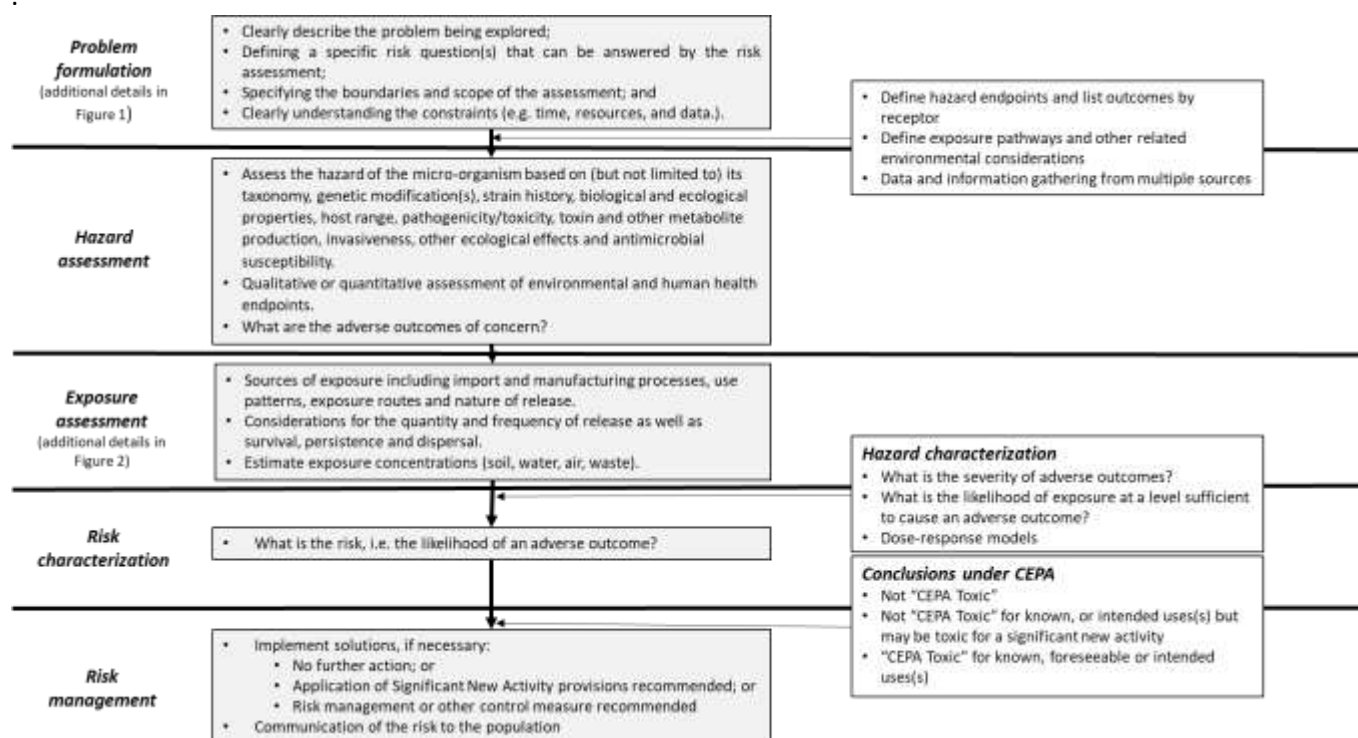 .
Problem
formulation
(additional details in
Figure 1)
• Clearly describe the problem being explored;
• Defining a specific risk question(s) that can be answered by the risk
assessment;
• Specifying the boundaries and scope of the assessment; and
• Clearly understanding the constraints (e.g. time, resources, and data.).
• Define hazard endpoints and list outcomes by
receptor
• Define exposure pathways and other related
environmental considerations
• Data and information gathering from multiple sources
Hazard
assessment
• Assess the hazard of the micro-organism based on (but not limited to) its
taxonomy, genetic modification(s), strain history, biological and ecological
properties, host range, pathogenicity/toxicity, toxin and other metabolite
production, invasiveness, other ecological effects and antimicrobial
susceptibility.
• Qualitative or quantitative assessment of environmental and human health
endpoints.
• What are the adverse outcomes of concern?
Exposure
assessment
(additional details in
Figure 2)
• Sources of exposure including import and manufacturing processes, use
patterns, exposure routes and nature of release.
• Considerations for the quantity and frequency of release as well as
survival, persistence and dispersal.
• Estimate exposure concentrations (soil, water, air, waste).
Hazard characterization
• What is the severity of adverse outcomes?
• What is the likelihood of exposure at a level sufficient
to cause an adverse outcome?
• Dose-response models
Risk
characterization
• What is the risk, i.e. the likelihood of an adverse outcome?
Conclusions under CEPA
• Not "CEPA Toxic"
• Not "CEPA Toxic" for known, or intended uses(s) but
may be toxic for a significant new activity
• "CEPA Toxic" for known, foreseeable or intended
uses(s)
Risk
management
• Implement solutions, if necessary:
• No further action; or
• Application of Significant New Activity provisions recommended; or
• Risk management or other control measure recommended
• Communication of the risk to the population